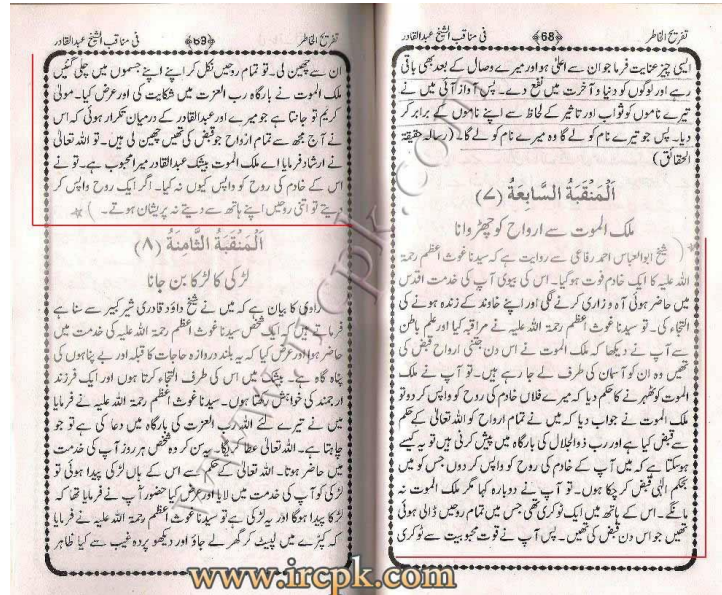 تفریح الخاطر ﴿68﴾ فی مناقب الشیخ عبدالقادر
ایسی چیز عنایت فرما جو ان سے اعلیٰ ہو اور میرے وصال کے بعد بھی باقی
رہے اور لوگوں کو دنیا و آخرت میں نفع دے۔ پس آواز آئی میں نے
تیرے ناموں کو ثواب اور تاثیر کے لحاظ سے اپنے ناموں کے برابر کر
دیا۔ پس جو تیرے نام کو لے گا وہ میرے نام کو لے گا۔ (رسالہ حقیقۃ
الحقائق)
اَلْمَنْقَبَةُ السَّابِعَةُ (۷)
ملک الموت سے ارواح کو چھڑوانا
شیخ ابوالعباس احمد رفاعی سے روایت ہے کہ سیدنا غوث اعظم رحمۃ
اللہ علیہ کا ایک خادم فوت ہو گیا۔ اس کی بیوی آپ کی خدمت اقدس
میں حاضر ہوئی آہ و زاری کرنے لگی اور اپنے خاوند کے زندہ ہونے کی
التجاء کی۔ تو سیدنا غوث اعظم رحمۃ اللہ علیہ نے مراقبہ کیا اور علم باطن
سے آپ نے دیکھا کہ ملک الموت نے اس دن جتنی ارواح قبض کی
تھیں وہ ان کو آسمان کی طرف لے جا رہے ہیں۔ تو آپ نے ملک
الموت کو ٹھہرنے کا حکم دیا کہ میرے فلاں خادم کی روح کو واپس کر دو تو
ملک الموت نے جواب دیا کہ میں نے تمام ارواح کو اللہ تعالیٰ کے حکم
سے قبض کیا ہے اور رب ذوالجلال کی بارگاہ میں پیش کرنی ہیں تو یہ کیسے
ہو سکتا ہے کہ میں آپ کے خادم کی روح کو واپس کر دوں جس کو میں
بحکم الٰہی قبض کر چکا ہوں۔ تو آپ نے دوبارہ کہا مگر ملک الموت نہ
مانے۔ اس کے ہاتھ میں ایک ٹوکری تھی جس میں تمام روحیں ڈالی ہوئی
تھیں جو اس دن قبض کی تھیں۔ پس آپ نے قوت محبوبیت سے ٹوکری
تفریح الخاطر ﴿69﴾ فی مناقب الشیخ عبدالقادر
ان سے چھین لی۔ تو تمام روحیں نکل کر اپنے اپنے جسموں میں چلی گئیں
ملک الموت نے بارگاہ رب العزت میں شکایت کی اور عرض کیا۔ مولیٰ
کریم تو جانتا ہے جو میرے اور عبدالقادر کے درمیان تکرار ہوئی کہ اس
نے آج مجھ سے تمام ارواح جو قبض کی تھیں چھین لی ہیں۔ تو اللہ تعالیٰ
نے ارشاد فرمایا اے ملک الموت بیشک عبدالقادر میرا محبوب ہے۔ تو نے
اس کے خادم کی روح کو واپس کیوں نہ کیا۔ اگر ایک روح واپس کر
دیتے تو اتنی روحیں اپنے ہاتھ سے دیتے نہ پریشان ہوتے۔
اَلْمَنْقَبَةُ الثَّامِنَةُ (۸)
لڑکی کا لڑکا بن جانا
راوی کا بیان ہے کہ میں نے شیخ داؤد قادری شیر کبیر سے سنا ہے
فرماتے ہیں کہ ایک شخص سیدنا غوث اعظم رحمۃ اللہ علیہ کی خدمت میں
حاضر ہوا اور عرض کیا کہ یہ بلند دروازہ حاجات کا قبلہ اور بے پناہوں کی
پناہ گاہ ہے۔ بیشک میں اس کی طرف التجاء کرتا ہوں اور ایک فرزند
ارجمند کی خواہش رکھتا ہوں۔ سیدنا غوث اعظم رحمۃ اللہ علیہ نے فرمایا
میں نے تیرے لئے اللہ رب العزت کی بارگاہ میں دعا کی ہے تو جو
چاہتا ہے۔ اللہ تعالیٰ عطا کرے گا۔ یہ سن کر وہ شخص ہر روز آپ کی خدمت
میں حاضر ہوتا۔ اللہ تعالیٰ کے حکم سے اس کے ہاں لڑکی پیدا ہوئی تو
لڑکی کو آپ کی خدمت میں لایا اور عرض کیا حضور آپ نے فرمایا تھا کہ
لڑکا پیدا ہوگا اور یہ لڑکی ہے تو سیدنا غوث اعظم رحمۃ اللہ علیہ نے فرمایا
کہ کپڑے میں لپیٹ کر گھر لے جاؤ اور دیکھو پردہ غیب سے کیا ظاہر
www.ircpk.com
www.ircpk.com